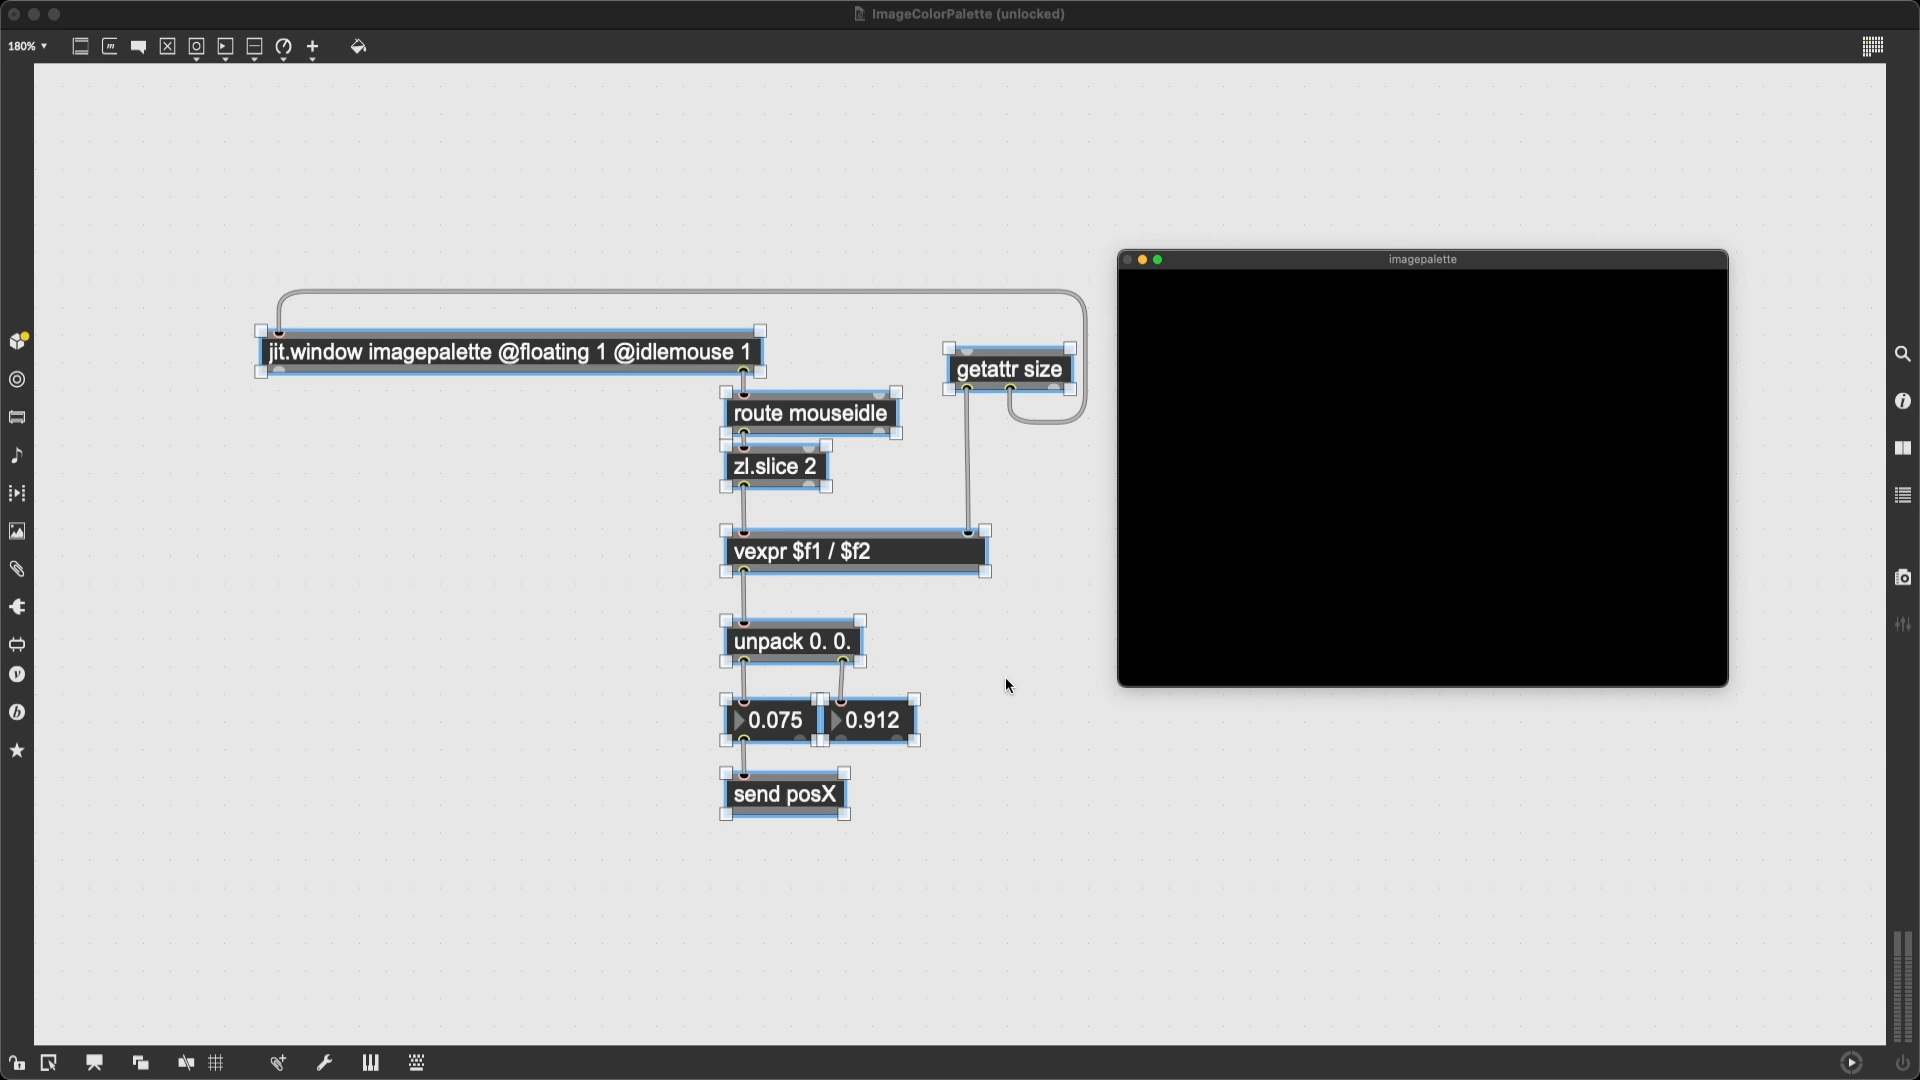 ImageColorPalette (unlocked)
180%
imagepalette
jit.window imagepalette @floating 1 @idlemouse 1
getattr size
route mouseidle
zl.slice 2
vexpr $f1 / $f2
unpack 0. 0.
0.075
0.912
send posX